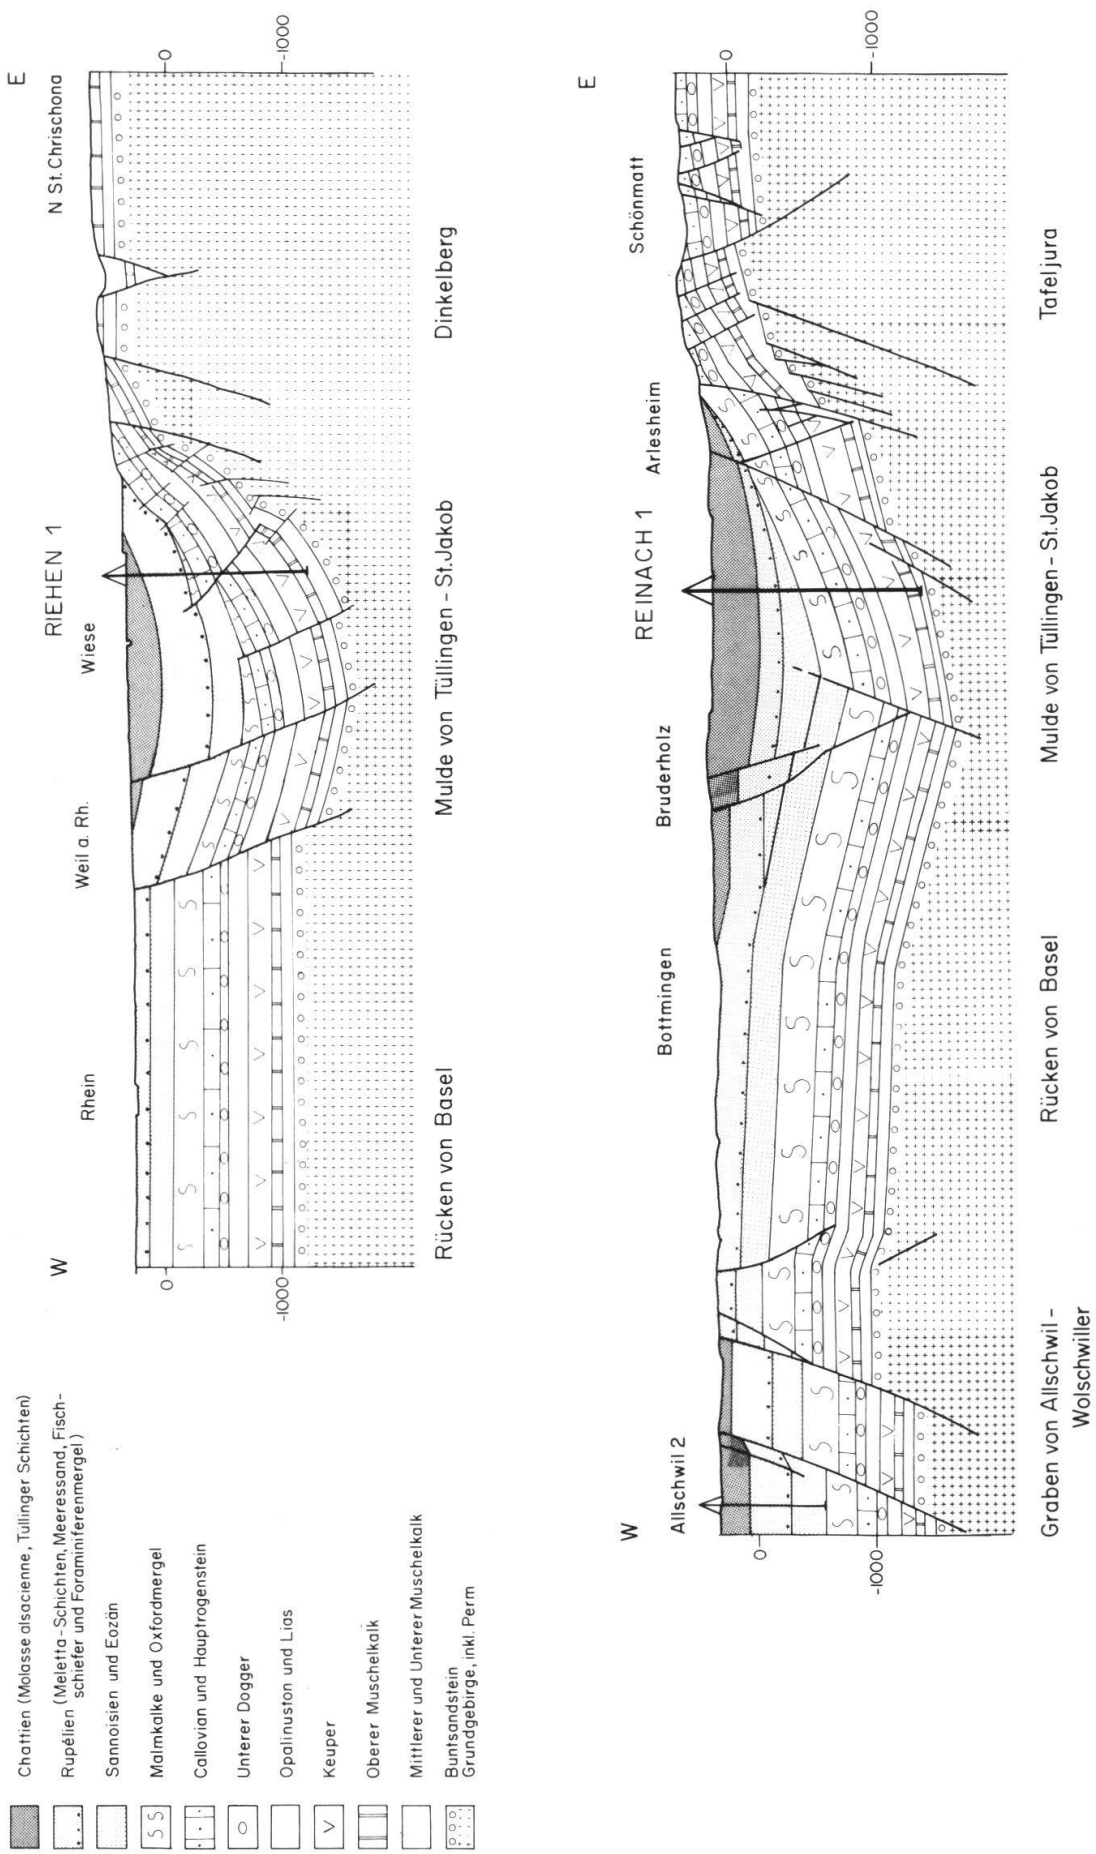 Chattien (Molasse alsacienne, Tüllinger Schichten)
Rupélien (Meletta-Schichten, Meeressand, Fisch-
schiefer und Foraminiferenmergel)
Sannoisien und Eozän
Malmkalke und Oxfordmergel
Callovian und Hauptrogenstein
Unterer Dogger
Opalinuston und Lias
Keuper
Oberer Muschelkalk
Mittlerer und Unterer Muschelkalk
Buntsandstein
Grundgebirge, inkl. Perm
W
E
Rhein
Weil a. Rh.
Wiese
RIEHEN 1
N St. Chrischona
0
-1000
0
-1000
Rücken von Basel
Mulde von Tüllingen - St. Jakob
Dinkelberg
W
E
Allschwil 2
Bottmingen
Bruderholz
REINACH 1
Arlesheim
Schönmatt
0
-1000
0
-1000
Graben von Allschwil -
Wolschwiller
Rücken von Basel
Mulde von Tüllingen - St. Jakob
Tafeljura